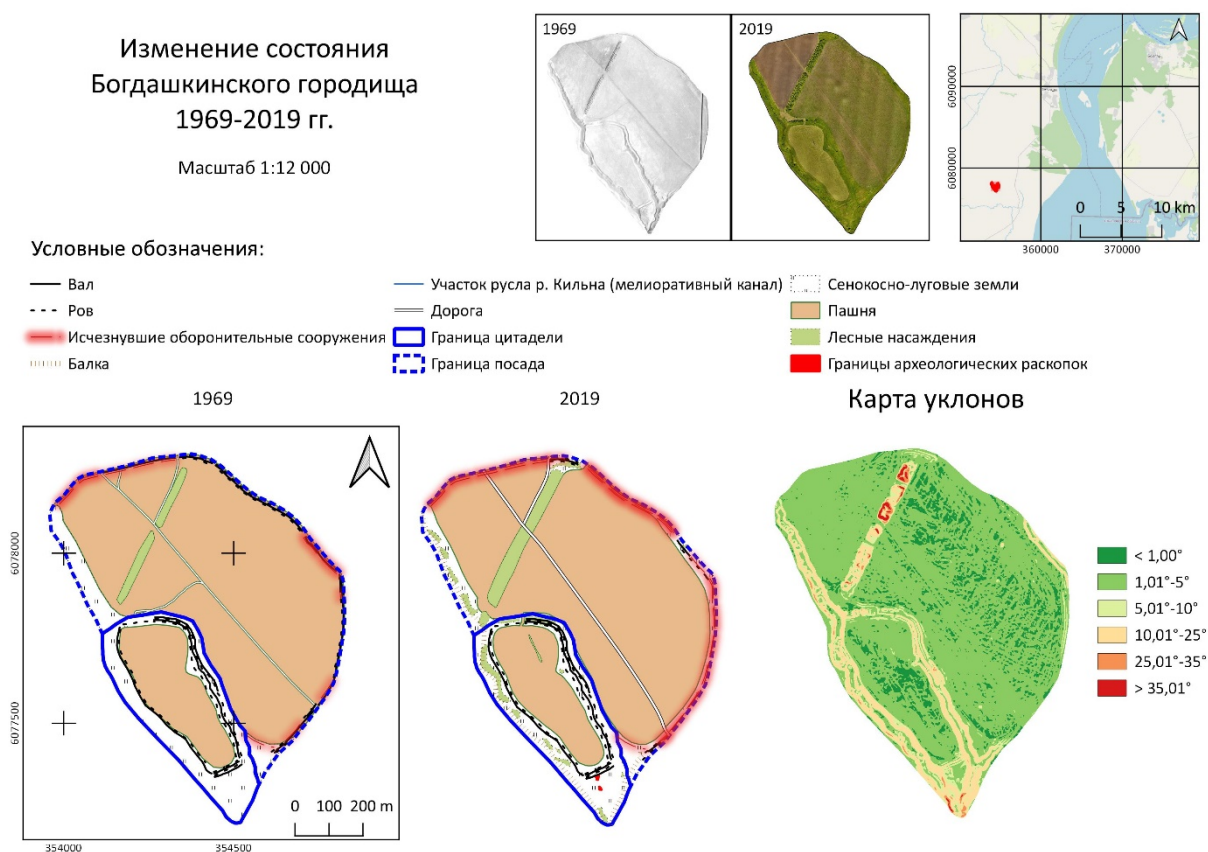 Изменение состояния
Богдашкинского городища
1969-2019 гг.
Масштаб 1:12 000
1969
2019
6090000
6080000
0 5 10 km
360000 370000
Условные обозначения:
Вал
Ров
Исчезнувшие оборонительные сооружения
Балка
Участок русла р. Кильна (мелиоративный канал)
Дорога
Граница цитадели
Граница посада
Сенокосно-луговые земли
Пашня
Лесные насаждения
Границы археологических раскопок
1969
2019
Карта уклонов
6078000
6077500
0 100 200 m
354000 354500
< 1,00°
1,01°-5°
5,01°-10°
10,01°-25°
25,01°-35°
> 35,01°